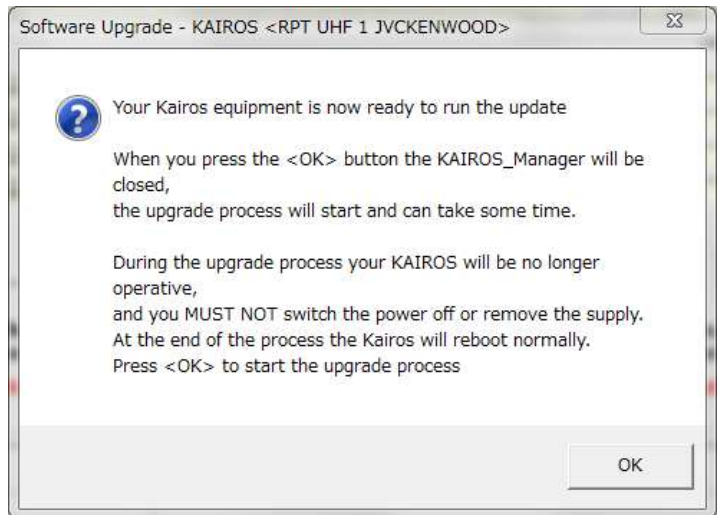 Software Upgrade - KAIROS <RPT UHF 1 JVCKENWOOD>
Your Kairos equipment is now ready to run the update
When you press the <OK> button the KAIROS_Manager will be
closed,
the upgrade process will start and can take some time.
During the upgrade process your KAIROS will be no longer
operative,
and you MUST NOT switch the power off or remove the supply.
At the end of the process the Kairos will reboot normally.
Press <OK> to start the upgrade process
OK